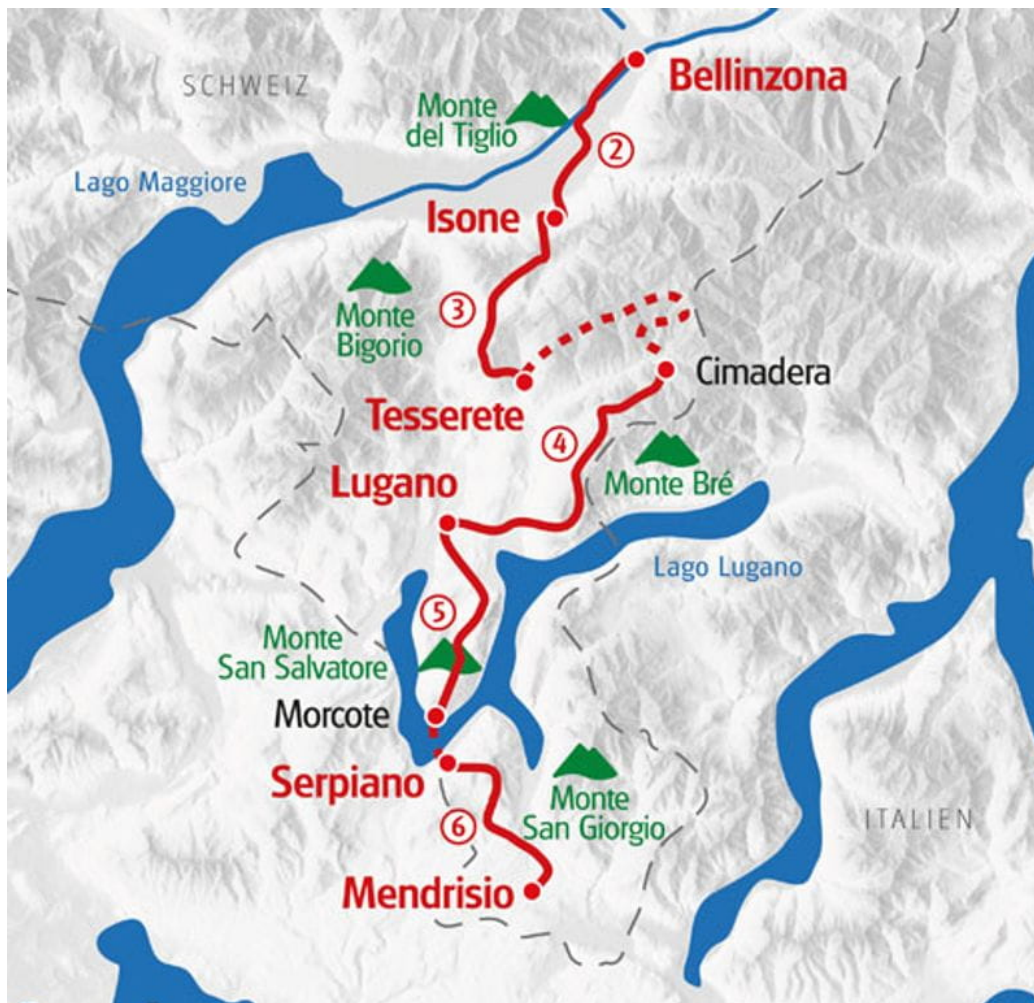 Bellinzona
SCHWEIZ
Monte
del Tiglio
②
Lago Maggiore
Isone
③
Monte
Bigorio
Cimadera
Tesserete
④
Monte Bré
Lugano
Lago Lugano
⑤
Monte
San Salvatore
Morcote
Serpiano
Monte
San Giorgio
ITALIEN
⑥
Mendrisio